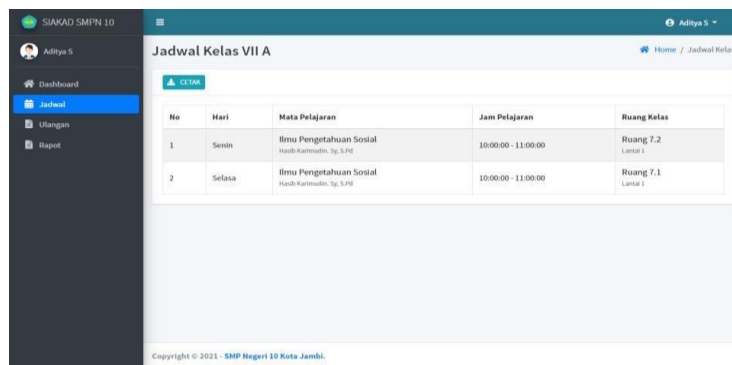 SIAKAD SMPN 10
Aditya S
Aditya S
Dashboard
Jadwal
Ulangan
Rapot
Jadwal Kelas VII A
Home / Jadwal Kela
CETAK
No Hari Mata Pelajaran Jam Pelajaran Ruang Kelas
1 Senin Ilmu Pengetahuan Sosial 10:00:00 - 11:00:00 Ruang 7.2
Hasib Karimudin, Sy, S.Pd Lantai 1
2 Selasa Ilmu Pengetahuan Sosial 10:00:00 - 11:00:00 Ruang 7.1
Hasib Karimudin, Sy, S.Pd Lantai 1
Copyright © 2021 - SMP Negeri 10 Kota Jambi.